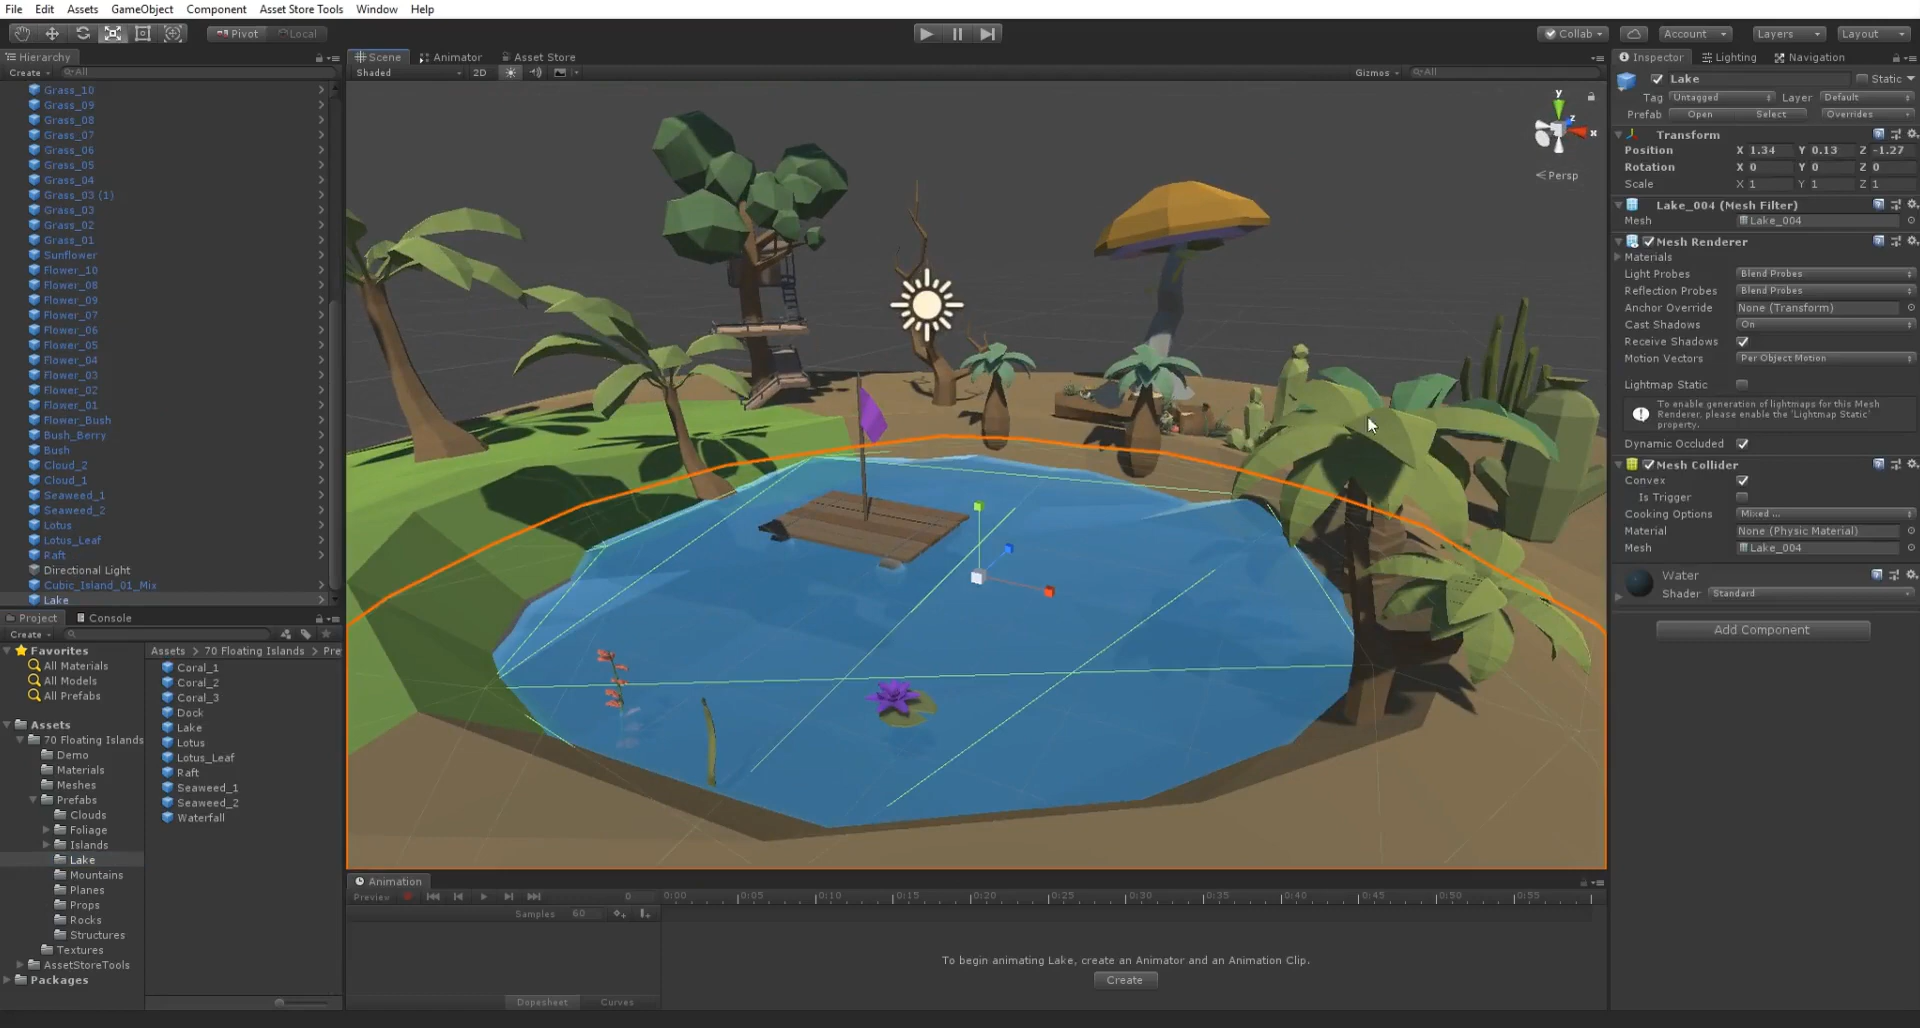 File Edit Assets GameObject Component Asset Store Tools Window Help
Pivot Local Collab Account Layers Layout
Hierarchy
Create All
Grass_10
Grass_09
Grass_08
Grass_07
Grass_06
Grass_05
Grass_04
Grass_03 (1)
Grass_03
Grass_02
Grass_01
Sunflower
Flower_10
Flower_08
Flower_09
Flower_07
Flower_06
Flower_05
Flower_04
Flower_03
Flower_02
Flower_01
Flower_Bush
Bush_Berry
Bush
Cloud_2
Cloud_1
Seaweed_1
Seaweed_2
Lotus
Lotus_Leaf
Raft
Directional Light
Cubic_Island_01_Mix
Lake
Scene Animator Asset Store
Shaded 2D Gizmos All
y
z
x
Persp
Project Console
Create
Favorites
All Materials
All Models
All Prefabs
Assets
70 Floating Islands
Demo
Materials
Meshes
Prefabs
Clouds
Foliage
Islands
Lake
Mountains
Planes
Props
Rocks
Structures
Textures
AssetStoreTools
Packages
Assets > 70 Floating Islands > Pre
Coral_1
Coral_2
Coral_3
Dock
Lake
Lotus
Lotus_Leaf
Raft
Seaweed_1
Seaweed_2
Waterfall
Animation
Preview 0 0:00 0:05 0:10 0:15 0:20 0:25 0:30 0:35 0:40 0:45 0:50 0:55
Samples 60
To begin animating Lake, create an Animator and an Animation Clip.
Create
Dopesheet Curves
Inspector Lighting Navigation
Lake Static
Tag Untagged Layer Default
Prefab Open Select Overrides
Transform
Position X 1.34 Y 0.13 Z -1.27
Rotation X 0 Y 0 Z 0
Scale X 1 Y 1 Z 1
Lake_004 (Mesh Filter)
Mesh Lake_004
Mesh Renderer
Materials
Light Probes Blend Probes
Reflection Probes Blend Probes
Anchor Override None (Transform)
Cast Shadows On
Receive Shadows
Motion Vectors Per Object Motion
Lightmap Static
To enable generation of lightmaps for this Mesh
Renderer, please enable the 'Lightmap Static'
property.
Dynamic Occluded
Mesh Collider
Convex
Is Trigger
Cooking Options Mixed ...
Material None (Physic Material)
Mesh Lake_004
Water
Shader Standard
Add Component